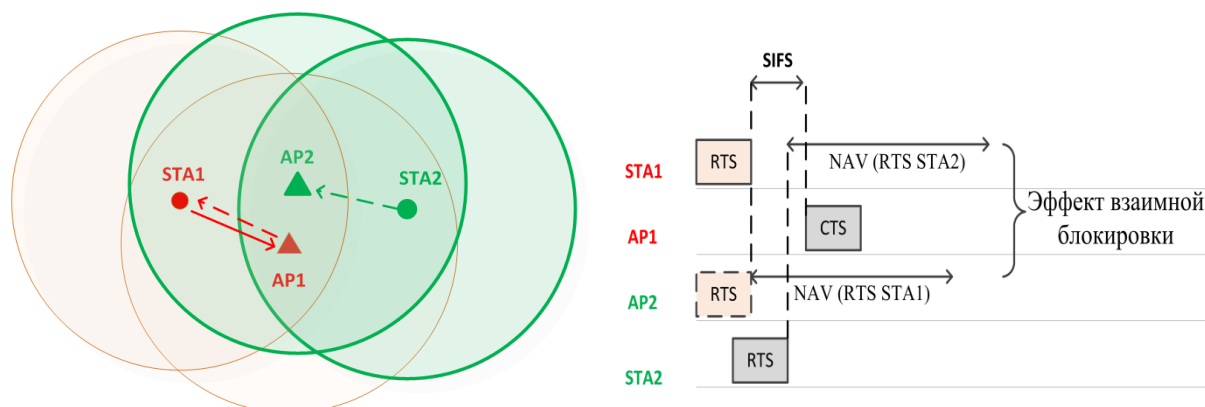 STA1
AP2
STA2
AP1
SIFS
STA1
RTS
NAV (RTS STA2)
AP1
CTS
Эффект взаимной
блокировки
AP2
RTS
NAV (RTS STA1)
STA2
RTS